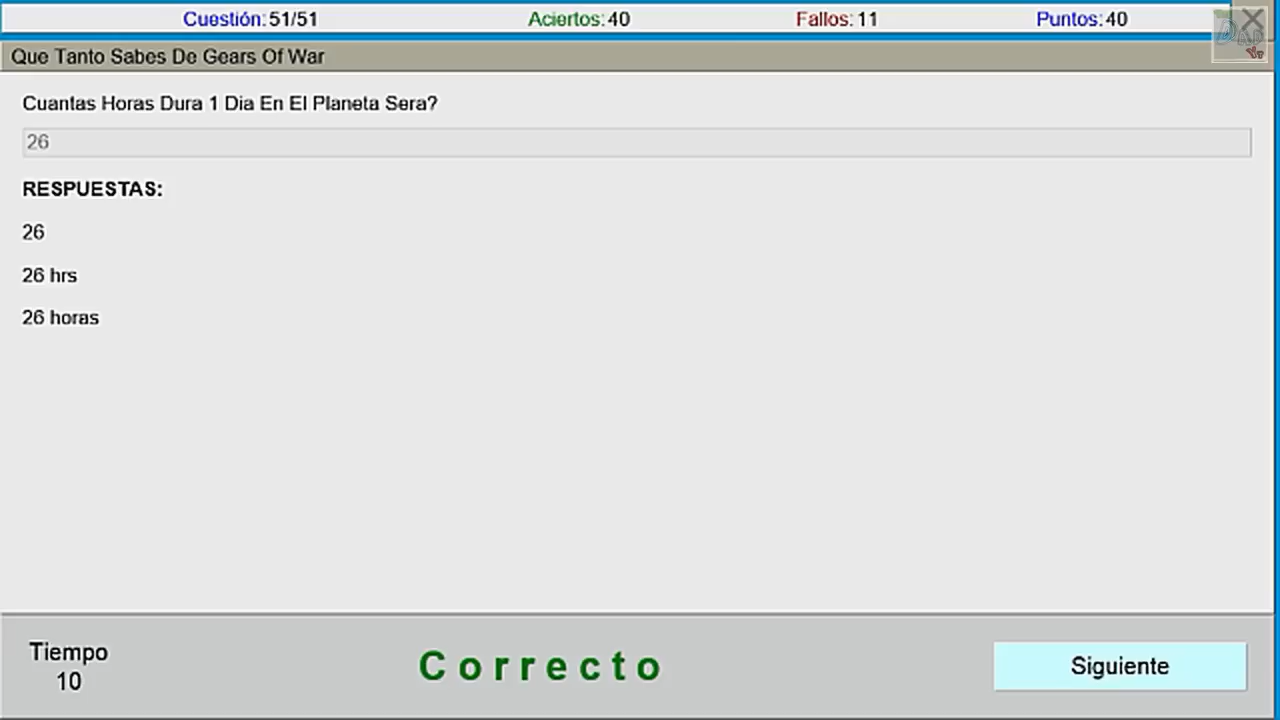 Cuestión: 51/51 Aciertos: 40 Fallos: 11 Puntos: 40
Que Tanto Sabes De Gears Of War
Cuantas Horas Dura 1 Dia En El Planeta Sera?
26
RESPUESTAS:
26
26 hrs
26 horas
Tiempo
10
Correcto
Siguiente